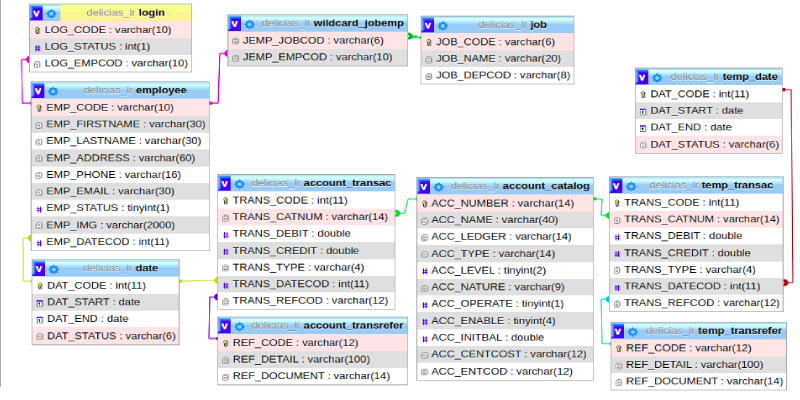 delicias_lr login
LOG_CODE : varchar(10)
LOG_STATUS : int(1)
LOG_EMPCOD : varchar(10)
delicias_lr wildcard_jobemp
JEMP_JOBCOD : varchar(6)
JEMP_EMPCOD : varchar(10)
delicias_lr job
JOB_CODE : varchar(6)
JOB_NAME : varchar(20)
JOB_DEPCOD : varchar(8)
delicias_lr temp_date
DAT_CODE : int(11)
DAT_START : date
DAT_END : date
DAT_STATUS : varchar(6)
delicias_lr employee
EMP_CODE : varchar(10)
EMP_FIRSTNAME : varchar(30)
EMP_LASTNAME : varchar(30)
EMP_ADDRESS : varchar(60)
EMP_PHONE : varchar(16)
EMP_EMAIL : varchar(30)
EMP_STATUS : tinyint(1)
EMP_IMG : varchar(2000)
EMP_DATECOD : int(11)
delicias_lr account_transac
TRANS_CODE : int(11)
TRANS_CATNUM : varchar(14)
TRANS_DEBIT : double
TRANS_CREDIT : double
TRANS_TYPE : varchar(4)
TRANS_DATECOD : int(11)
TRANS_REFCOD : varchar(12)
delicias_lr account_catalog
ACC_NUMBER : varchar(14)
ACC_NAME : varchar(40)
ACC_LEDGER : varchar(14)
ACC_TYPE : varchar(14)
ACC_LEVEL : tinyint(2)
ACC_NATURE : varchar(9)
ACC_OPERATE : tinyint(1)
ACC_ENABLE : tinyint(4)
ACC_INITBAL : double
ACC_CENTCOST : varchar(12)
ACC_ENTCOD : varchar(12)
delicias_lr temp_transac
TRANS_CODE : int(11)
TRANS_CATNUM : varchar(14)
TRANS_DEBIT : double
TRANS_CREDIT : double
TRANS_TYPE : varchar(4)
TRANS_DATECOD : int(11)
TRANS_REFCOD : varchar(12)
delicias_lr date
DAT_CODE : int(11)
DAT_START : date
DAT_END : date
DAT_STATUS : varchar(6)
delicias_lr account_transrefer
REF_CODE : varchar(12)
REF_DETAIL : varchar(100)
REF_DOCUMENT : varchar(14)
delicias_lr temp_transrefer
REF_CODE : varchar(12)
REF_DETAIL : varchar(100)
REF_DOCUMENT : varchar(14)